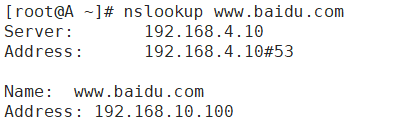 [root@A ~]# nslookup www.baidu.com
Server:        192.168.4.10
Address:       192.168.4.10#53

Name:  www.baidu.com
Address: 192.168.10.100